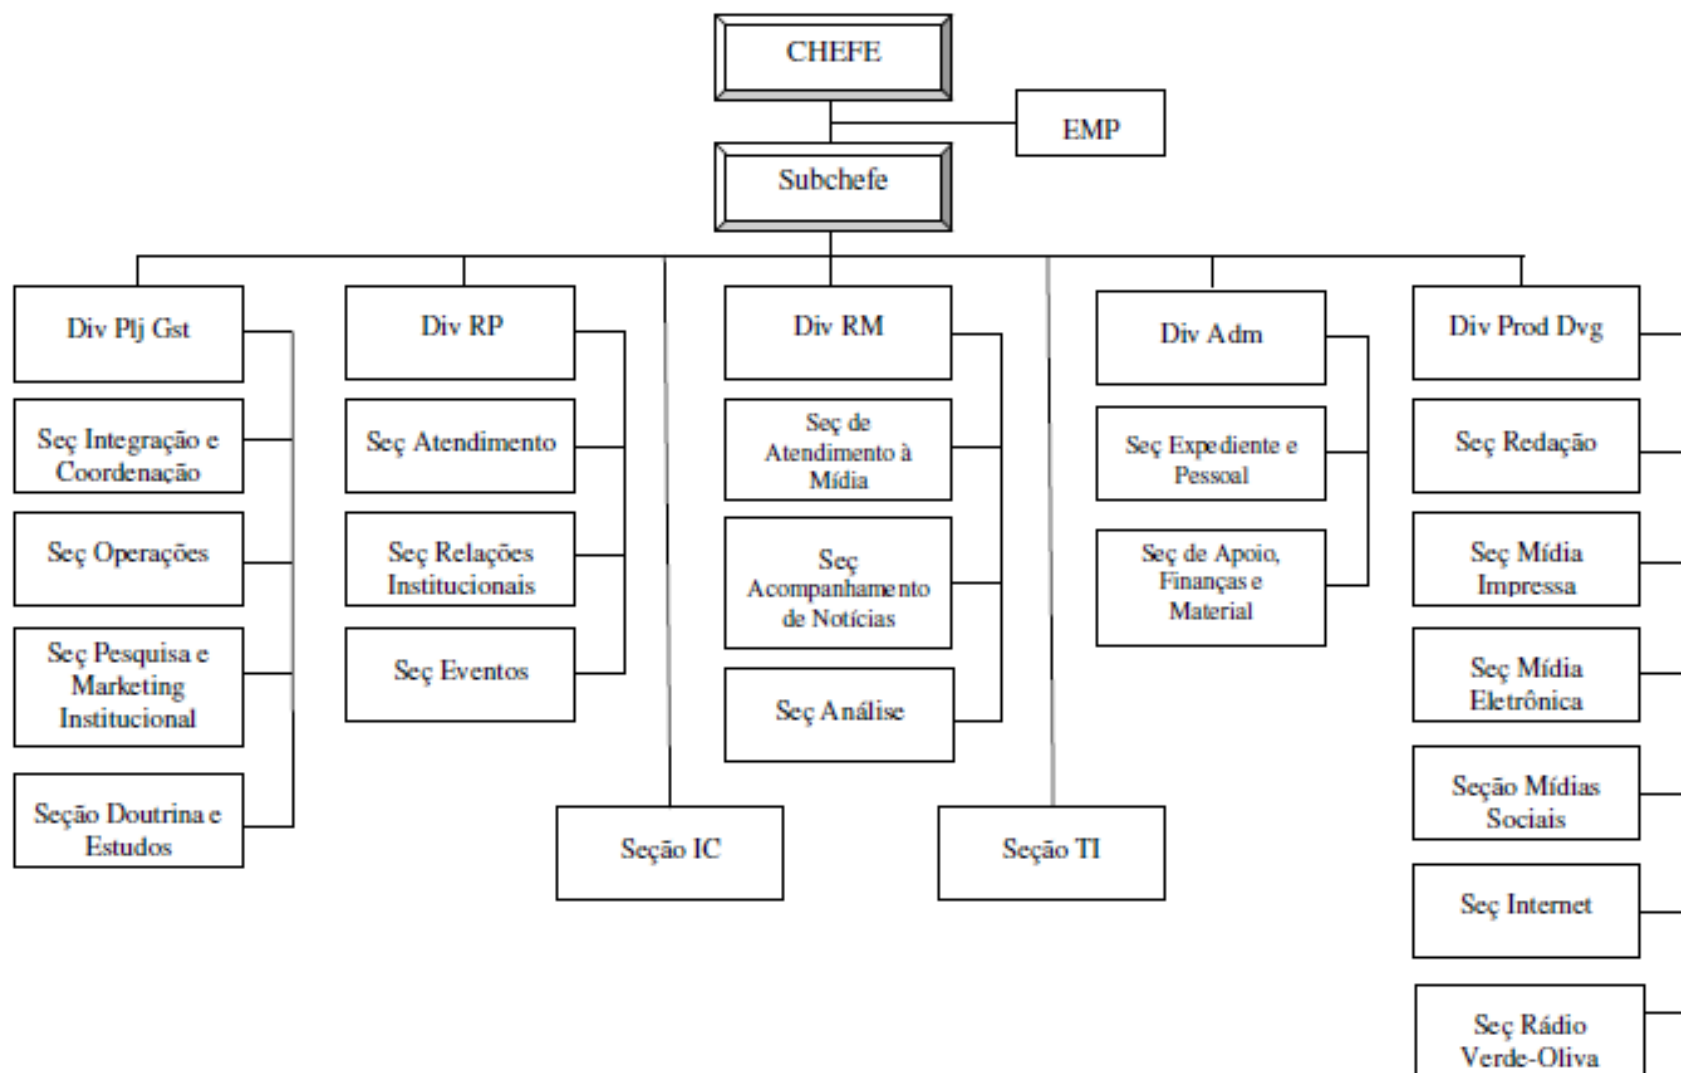 CHEFE
EMP
Subchefe
Div Plj Gst
Seç Integração e
Coordenação
Seç Operações
Seç Pesquisa e
Marketing
Institucional
Seção Doutrina e
Estudos
Div RP
Seç Atendimento
Seç Relações
Institucionais
Seç Eventos
Seção IC
Div RM
Seç de
Atendimento à
Mídia
Seç
Acompanhamento
de Notícias
Seç Análise
Seção TI
Div Adm
Seç Expediente e
Pessoal
Seç de Apoio,
Finanças e
Material
Div Prod Dvg
Seç Redação
Seç Mídia
Impressa
Seç Mídia
Eletrônica
Seção Mídias
Sociais
Seç Internet
Seç Rádio
Verde-Oliva